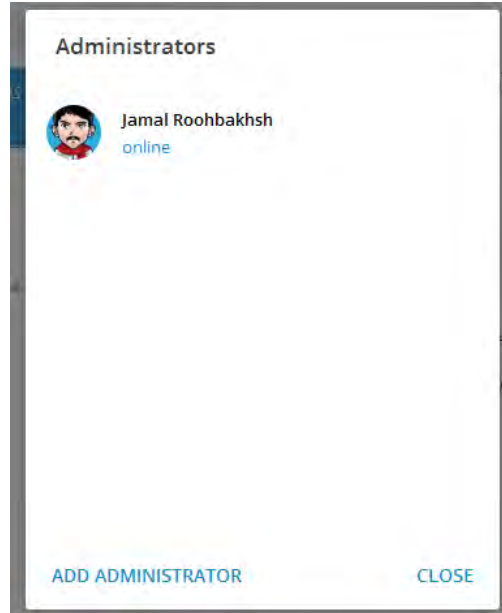 Administrators
Jamal Roohbakhsh
online
ADD ADMINISTRATOR
CLOSE